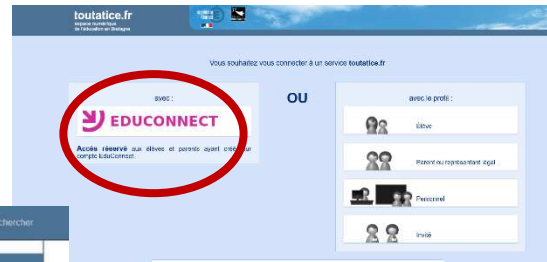 toutatice.fr
espace numérique
de l'éducation en Bretagne
Vous souhaitez vous connecter à un service toutatice.fr
avec :
EDUCONNECT
Accès réservé aux élèves et parents ayant créé leur
compte EduConnect.
OU
avec le profil :
Élève
Parent ou représentant légal
Personnel
Invité
chercher